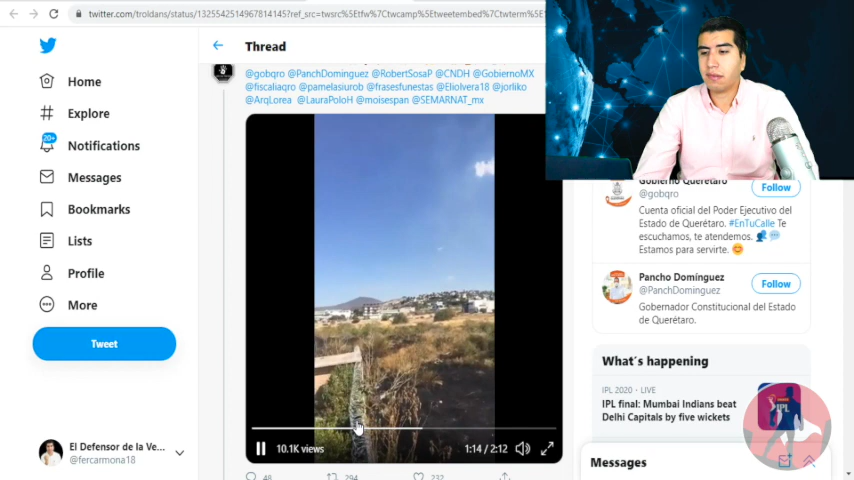 twitter.com/troldans/status/1325542514967814145?ref_src=twsrc%5Etfw%7Ctwcamp%5Etweetembed%7Ctwterm%5E1
Thread
@gobqro @PanchDominguez @RobertSosaP @CNDH @GobiernoMX
@fiscaliaqro @pamelasiurob @frasesfunestas @Eliolvera18 @jorliko
@ArqLorea @LauraPoloH @moisespan @SEMARNAT_mx
Home
Explore
20+
Notifications
Messages
Bookmarks
Lists
Profile
More
Tweet
El Defensor de la Ve...
@fercarmona18
10.1K views
1:14 / 2:12
48
294
232
Gobierno Querétaro
@gobqro
Follow
Cuenta oficial del Poder Ejecutivo del
Estado de Querétaro. #EnTuCalle Te
escuchamos, te atendemos.
Estamos para servirte.
Pancho Domínguez
@PanchDominguez
Follow
Gobernador Constitucional del Estado
de Querétaro.
What's happening
IPL 2020 · LIVE
IPL final: Mumbai Indians beat
Delhi Capitals by five wickets
IPL
Messages